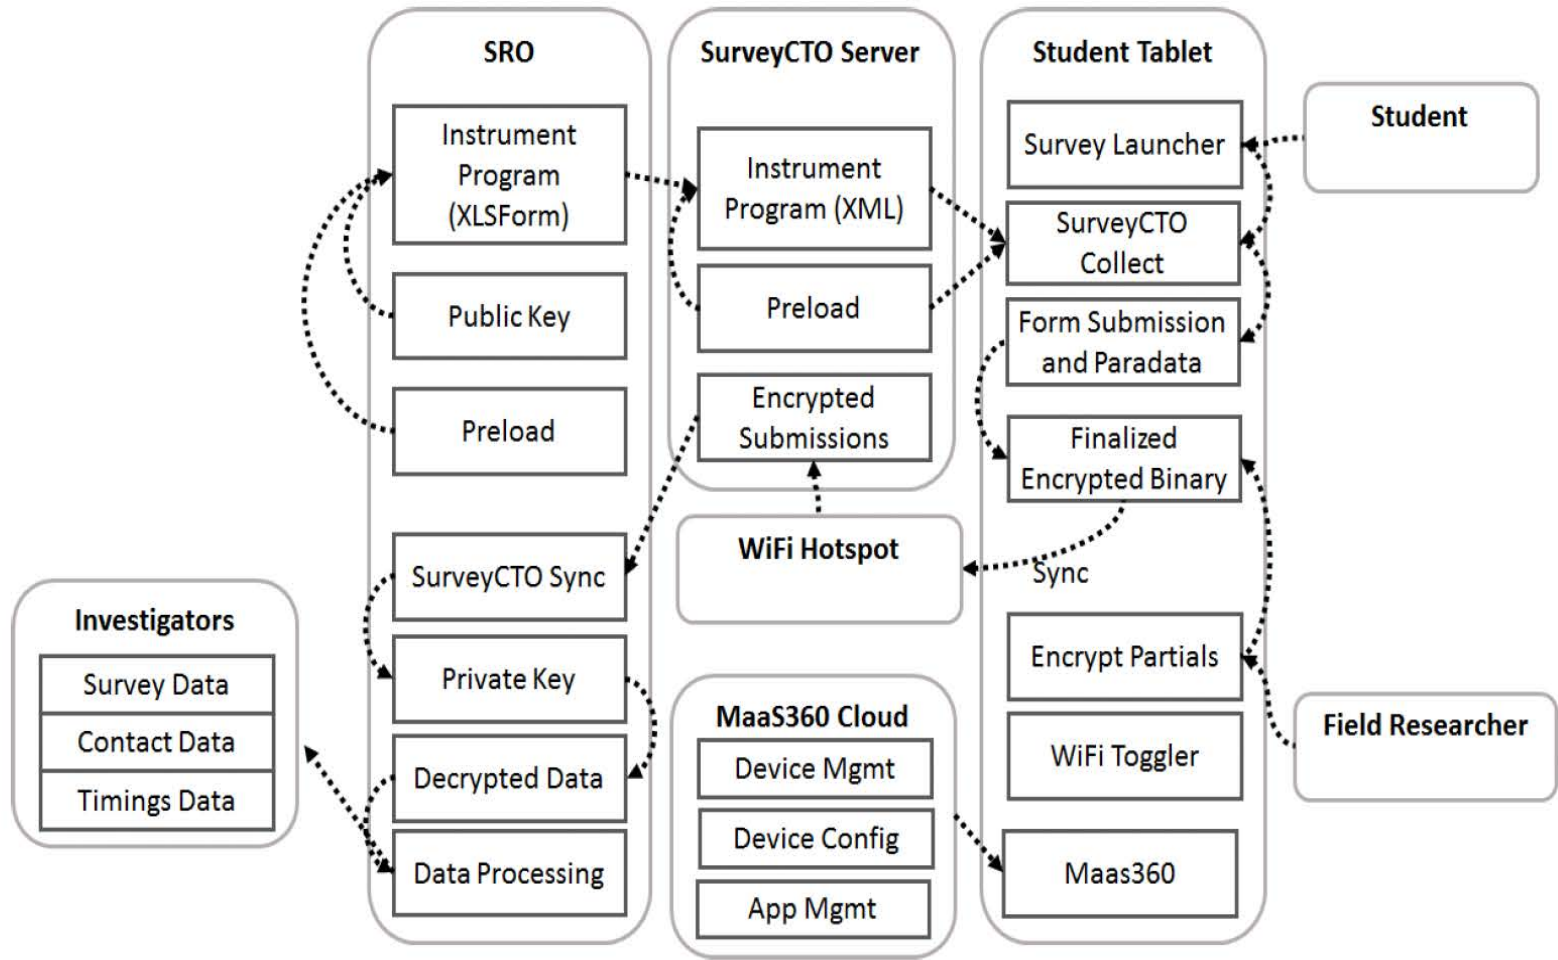 SRO
Instrument
Program
(XLSForm)
Public Key
Preload
SurveyCTO Sync
Private Key
Decrypted Data
Data Processing
SurveyCTO Server
Instrument
Program (XML)
Preload
Encrypted
Submissions
WiFi Hotspot
MaaS360 Cloud
Device Mgmt
Device Config
App Mgmt
Student Tablet
Survey Launcher
SurveyCTO
Collect
Form Submission
and Paradata
Finalized
Encrypted Binary
Sync
Encrypt Partials
WiFi Toggler
Maas360
Student
Field Researcher
Investigators
Survey Data
Contact Data
Timings Data